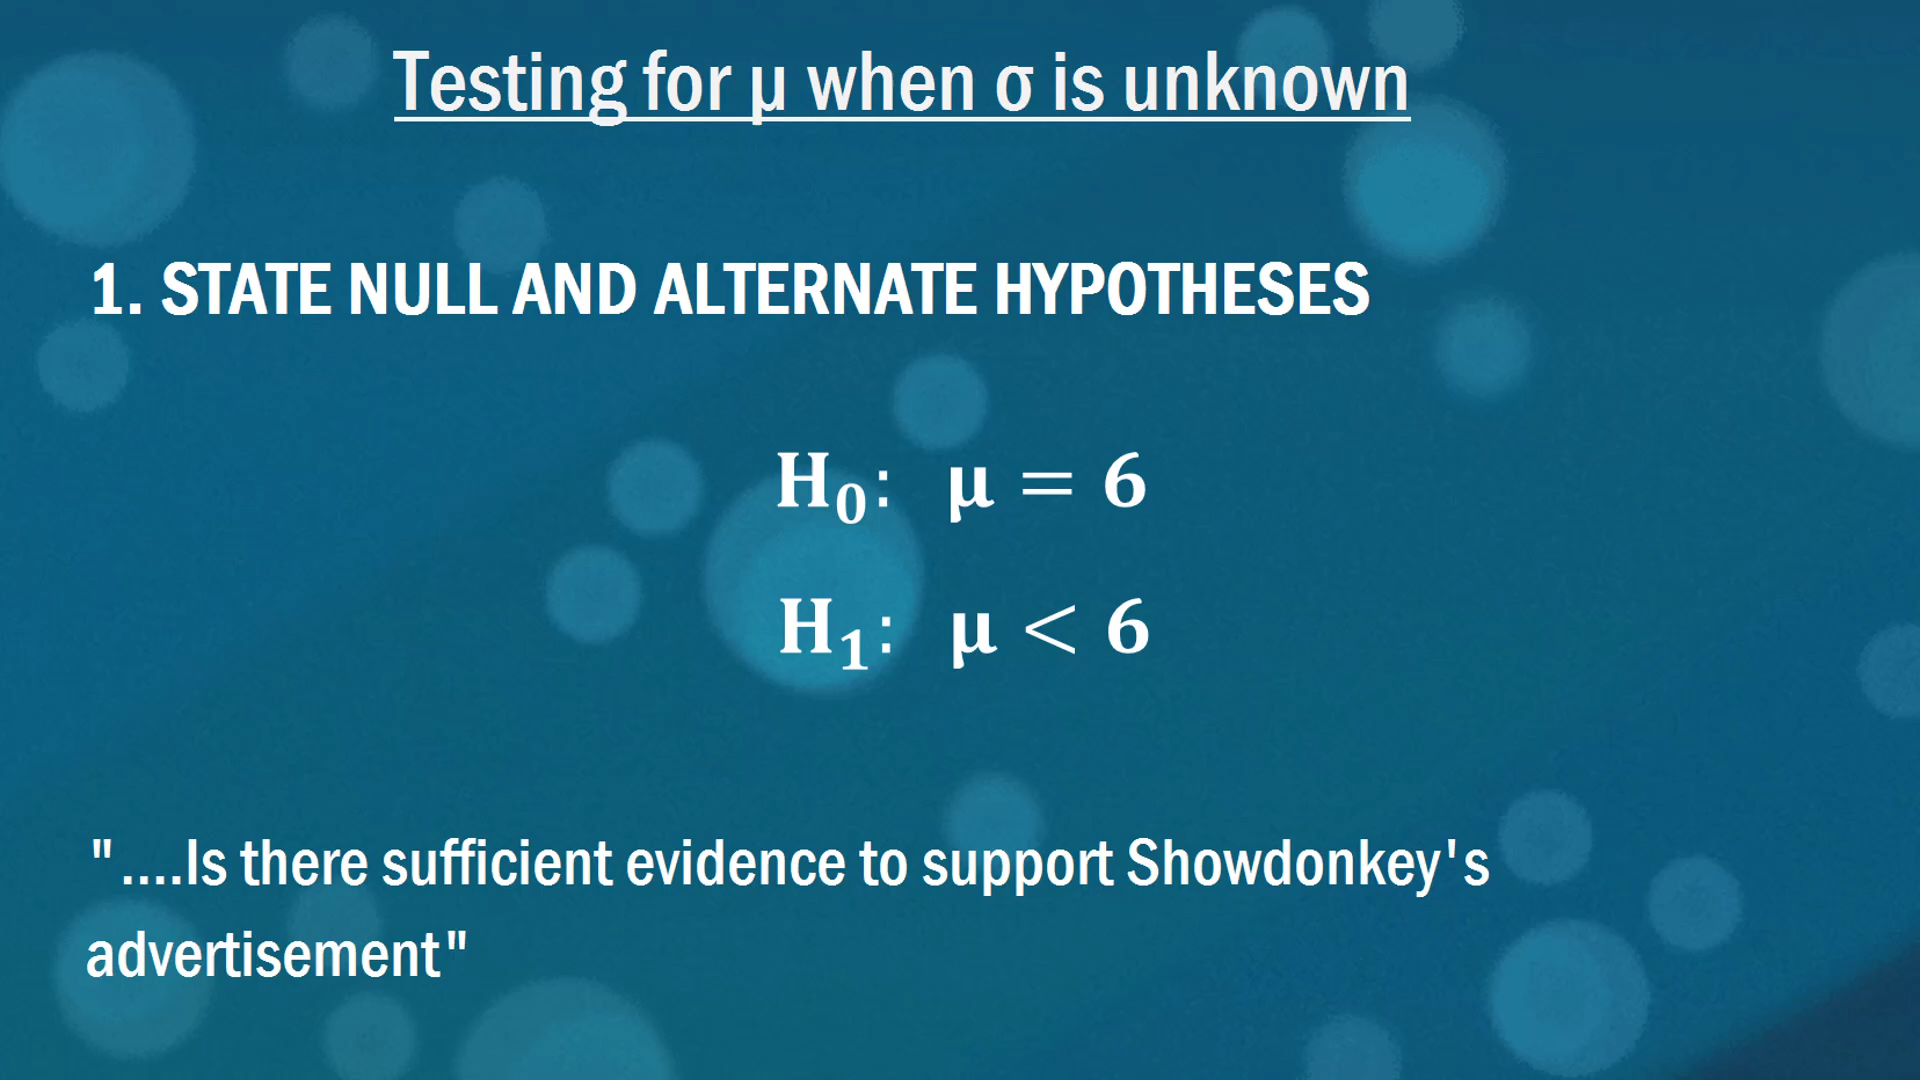 Testing for μ when σ is unknown
1. STATE NULL AND ALTERNATE HYPOTHESES
H₀: μ = 6
H₁: μ < 6
"....Is there sufficient evidence to support Showdonkey's
advertisement"